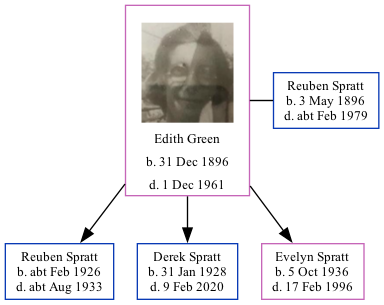 Edith Green
b. 31 Dec 1896
d. 1 Dec 1961
Reuben Spratt
b. 3 May 1896
d. abt Feb 1979
Reuben Spratt
b. abt Feb 1926
d. abt Aug 1933
Derek Spratt
b. 31 Jan 1928
d. 9 Feb 2020
Evelyn Spratt
b. 5 Oct 1936
d. 17 Feb 1996